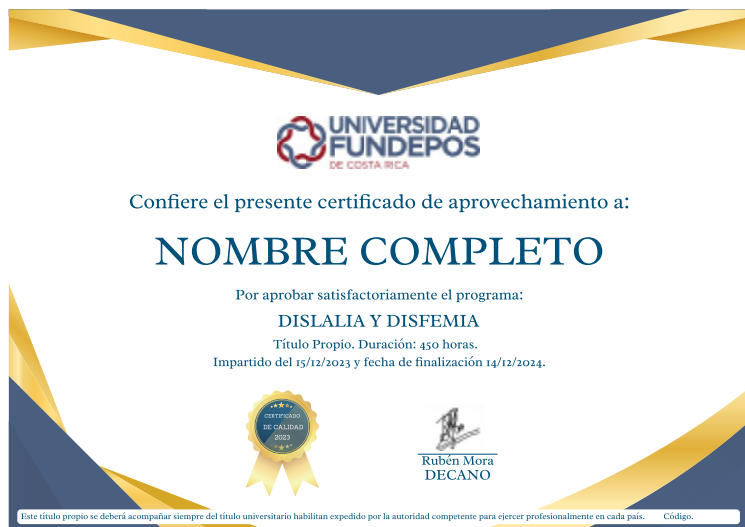 UNIVERSIDAD
FUNDEPOS
DE COSTA RICA
Confiere el presente certificado de aprovechamiento a:
NOMBRE COMPLETO
Por aprobar satisfactoriamente el programa:
DISLALIA Y DISFEMIA
Título Propio. Duración: 450 horas.
Impartido del 15/12/2023 y fecha de finalización 14/12/2024.
CERTIFICADO
DE CALIDAD
2023
Rubén Mora
DECANO
Este título propio se deberá acompañar siempre del título universitario habilitan expedido por la autoridad competente para ejercer profesionalmente en cada país. Código.